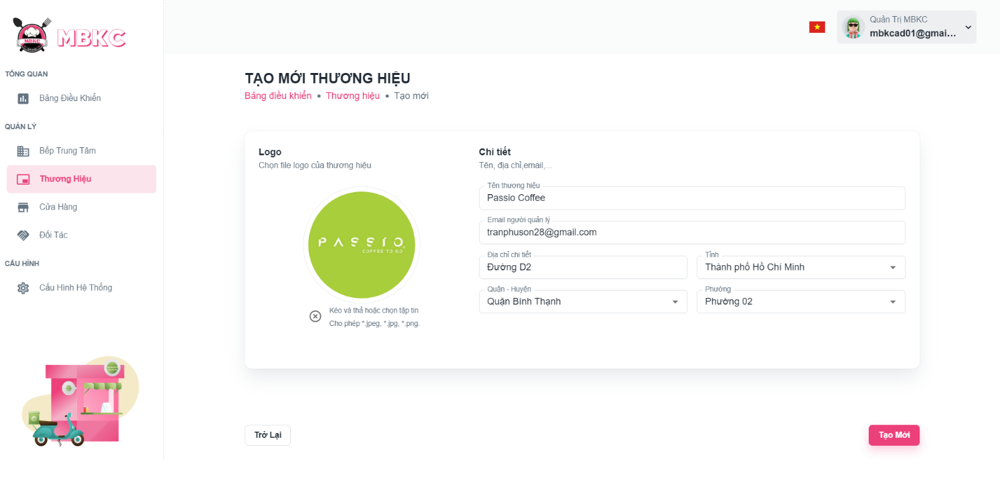 MBKC
MBKC
Quản Trị MBKC
mbkcad01@gmai...
TỔNG QUAN
Bảng Điều Khiển
QUẢN LÝ
Bếp Trung Tâm
Thương Hiệu
Cửa Hàng
Đối Tác
CẤU HÌNH
Cấu Hình Hệ Thống
TẠO MỚI THƯƠNG HIỆU
Bảng điều khiển • Thương hiệu • Tạo mới
Logo
Chọn file logo của thương hiệu
PASSIO
COFFEE TO GO
Kéo và thả hoặc chọn tập tin
Cho phép *.jpeg, *.jpg, *.png.
Chi tiết
Tên, địa chỉ,email,...
Tên thương hiệu
Passio Coffee
Email người quản lý
tranphuson28@gmail.com
Địa chỉ chi tiết
Đường D2
Tỉnh
Thành phố Hồ Chí Minh
Quận - Huyện
Quận Bình Thạnh
Phường
Phường 02
Trở Lại
Tạo Mới